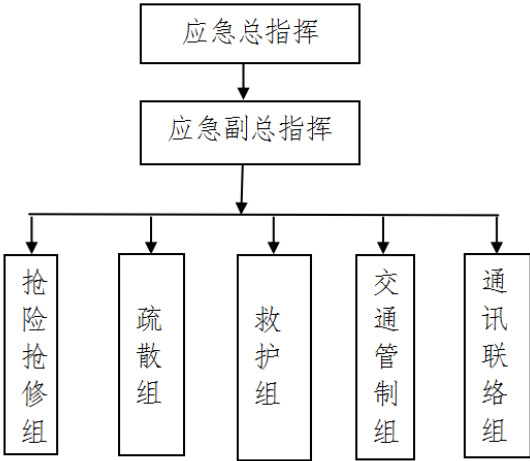 应急总指挥
应急副总指挥
抢险抢修组
疏散组
救护组
交通管制组
通讯联络组